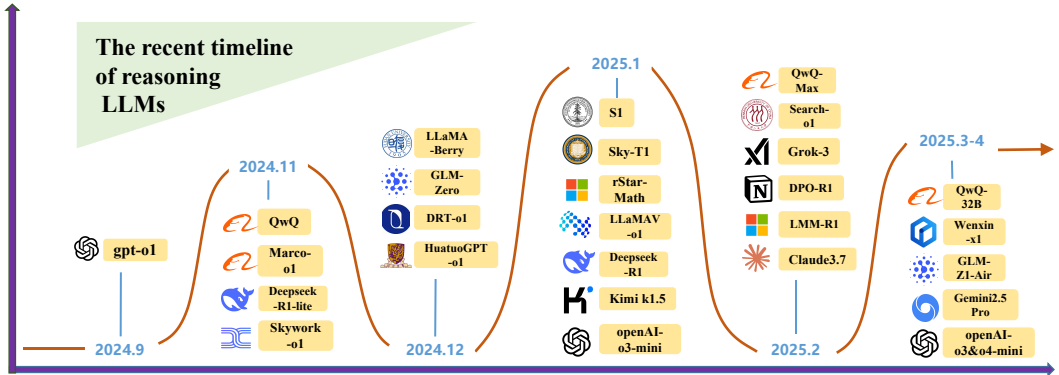 The recent timeline
of reasoning
LLMs
gpt-o1
2024.9
2024.11
QwQ
Marco-
o1
Deepseek
-R1-lite
Skywork
-o1
LLaMA
-Berry
GLM-
Zero
DRT-o1
HuatuoGPT
-o1
2024.12
2025.1
S1
Sky-T1
rStar-
Math
LLaMAV
-o1
Deepseek
-R1
Kimi k1.5
openAI-
o3-mini
QwQ-
Max
Search-
o1
Grok-3
DPO-R1
LMM-R1
Claude3.7
2025.2
2025.3-4
QwQ-
32B
Wenxin
-x1
GLM-
Z1-Air
Gemini2.5
Pro
openAI-
o3&o4-mini